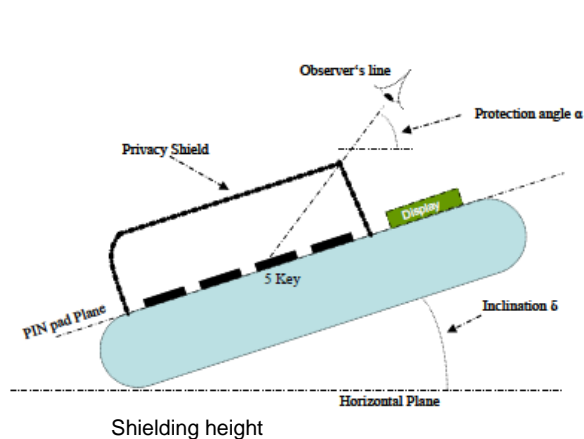 Observer's line
Protection angle α
Privacy Shield
Display
5 Key
PIN pad Plane
Inclination δ
Horizontal Plane
Shielding height